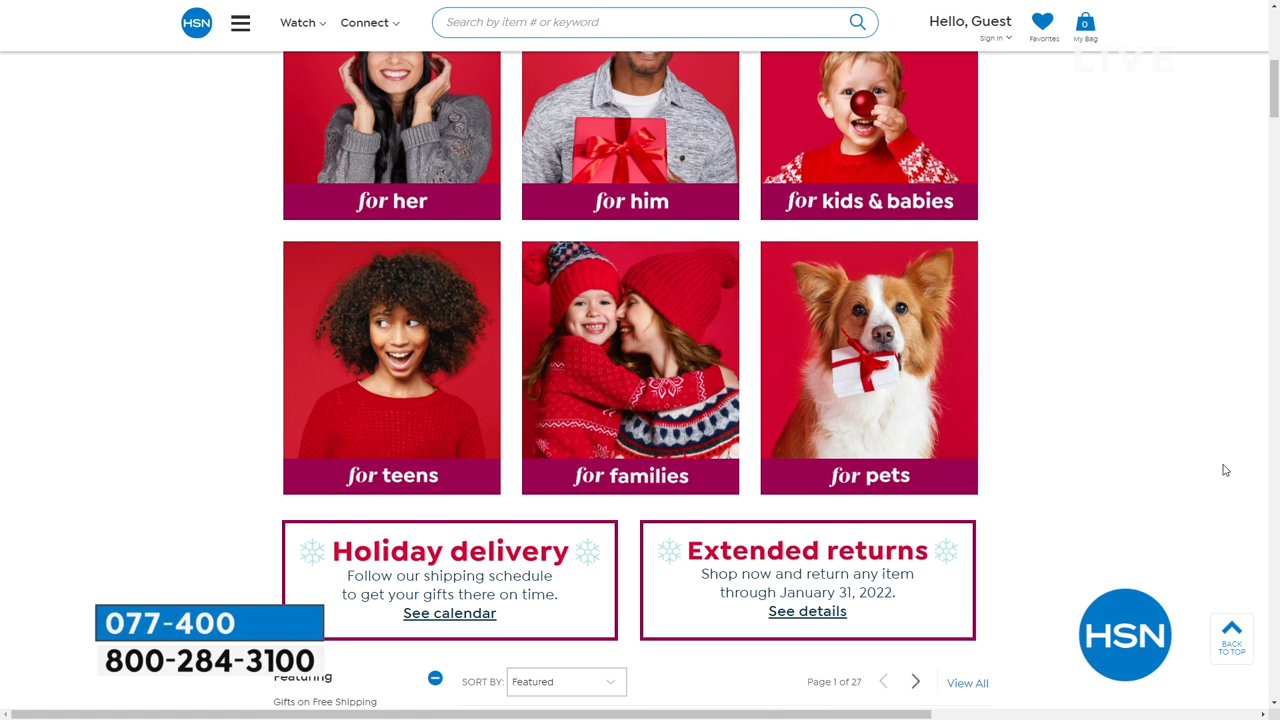 HSN
Watch
Connect
Search by item # or keyword
Hello, Guest
Sign In
Favorites
0
My Bag
LIVE
for her
for him
for kids & babies
for teens
for families
for pets
Holiday delivery
Follow our shipping schedule
to get your gifts there on time.
See calendar
Extended returns
Shop now and return any item
through January 31, 2022.
See details
077-400
800-284-3100
HSN
BACK
TO TOP
Featuring
SORT BY:
Featured
Page 1 of 27
View All
Gifts on Free Shipping